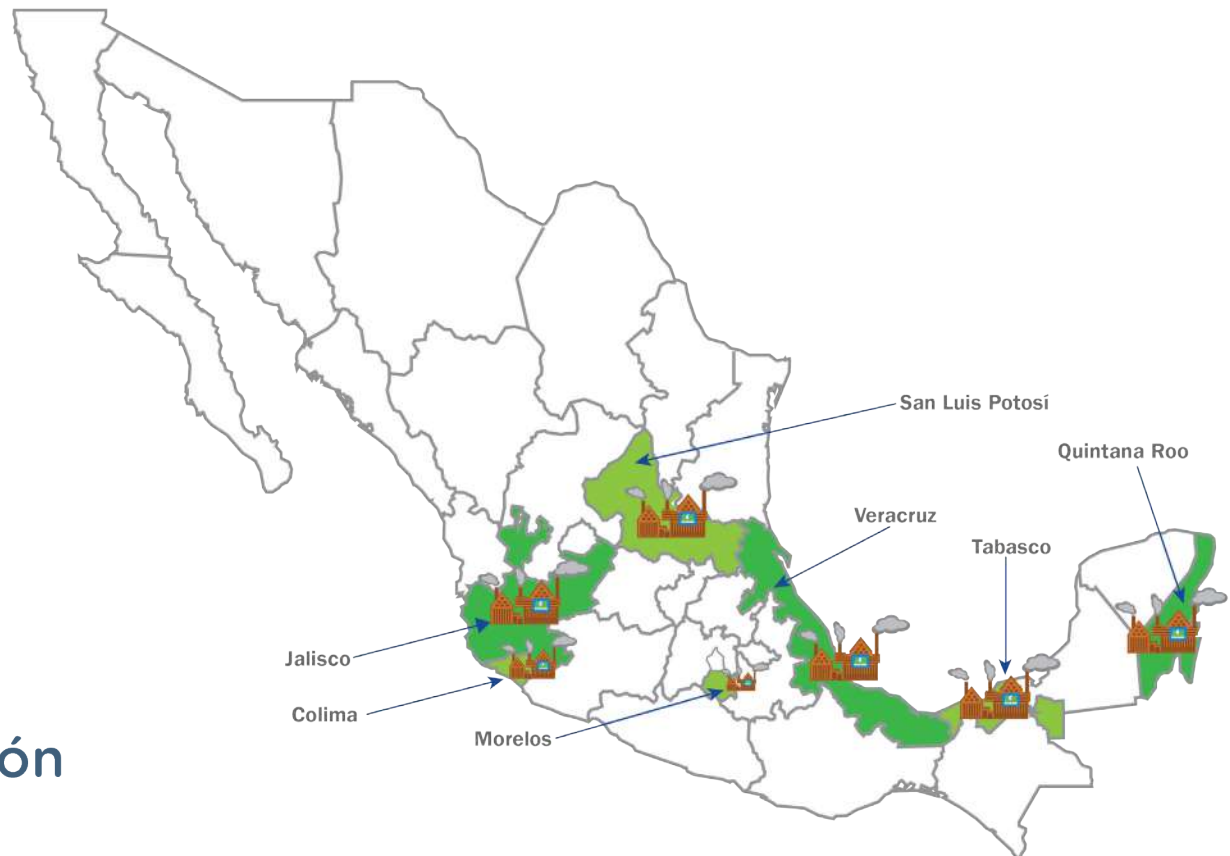 San Luis Potosí
Quintana Roo
Veracruz
Tabasco
Jalisco
Colima
Morelos
ón